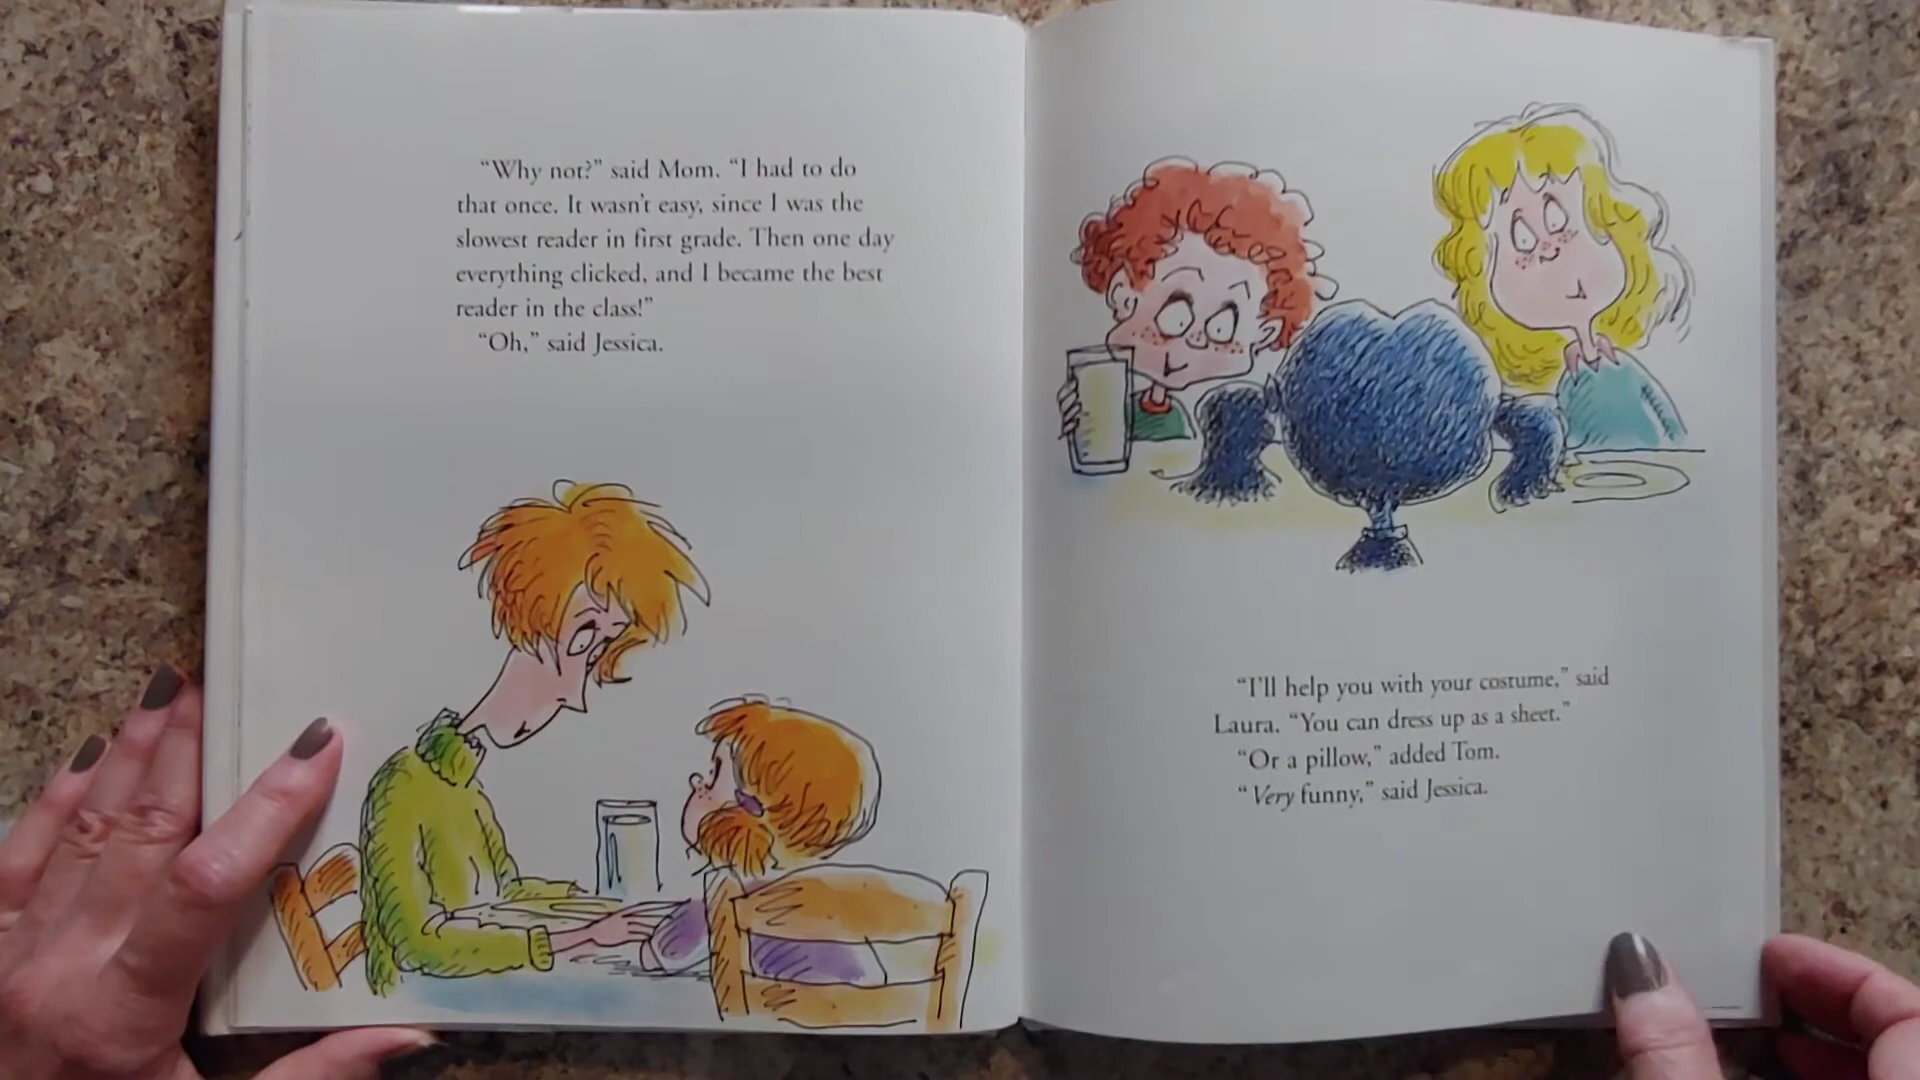 “Why not?” said Mom. “I had to do
that once. It wasn’t easy, since I was the
slowest reader in first grade. Then one day
everything clicked, and I became the best
reader in the class!”
“Oh,” said Jessica.
“I’ll help you with your costume,” said
Laura. “You can dress up as a sheet.”
“Or a pillow,” added Tom.
“Very funny,” said Jessica.